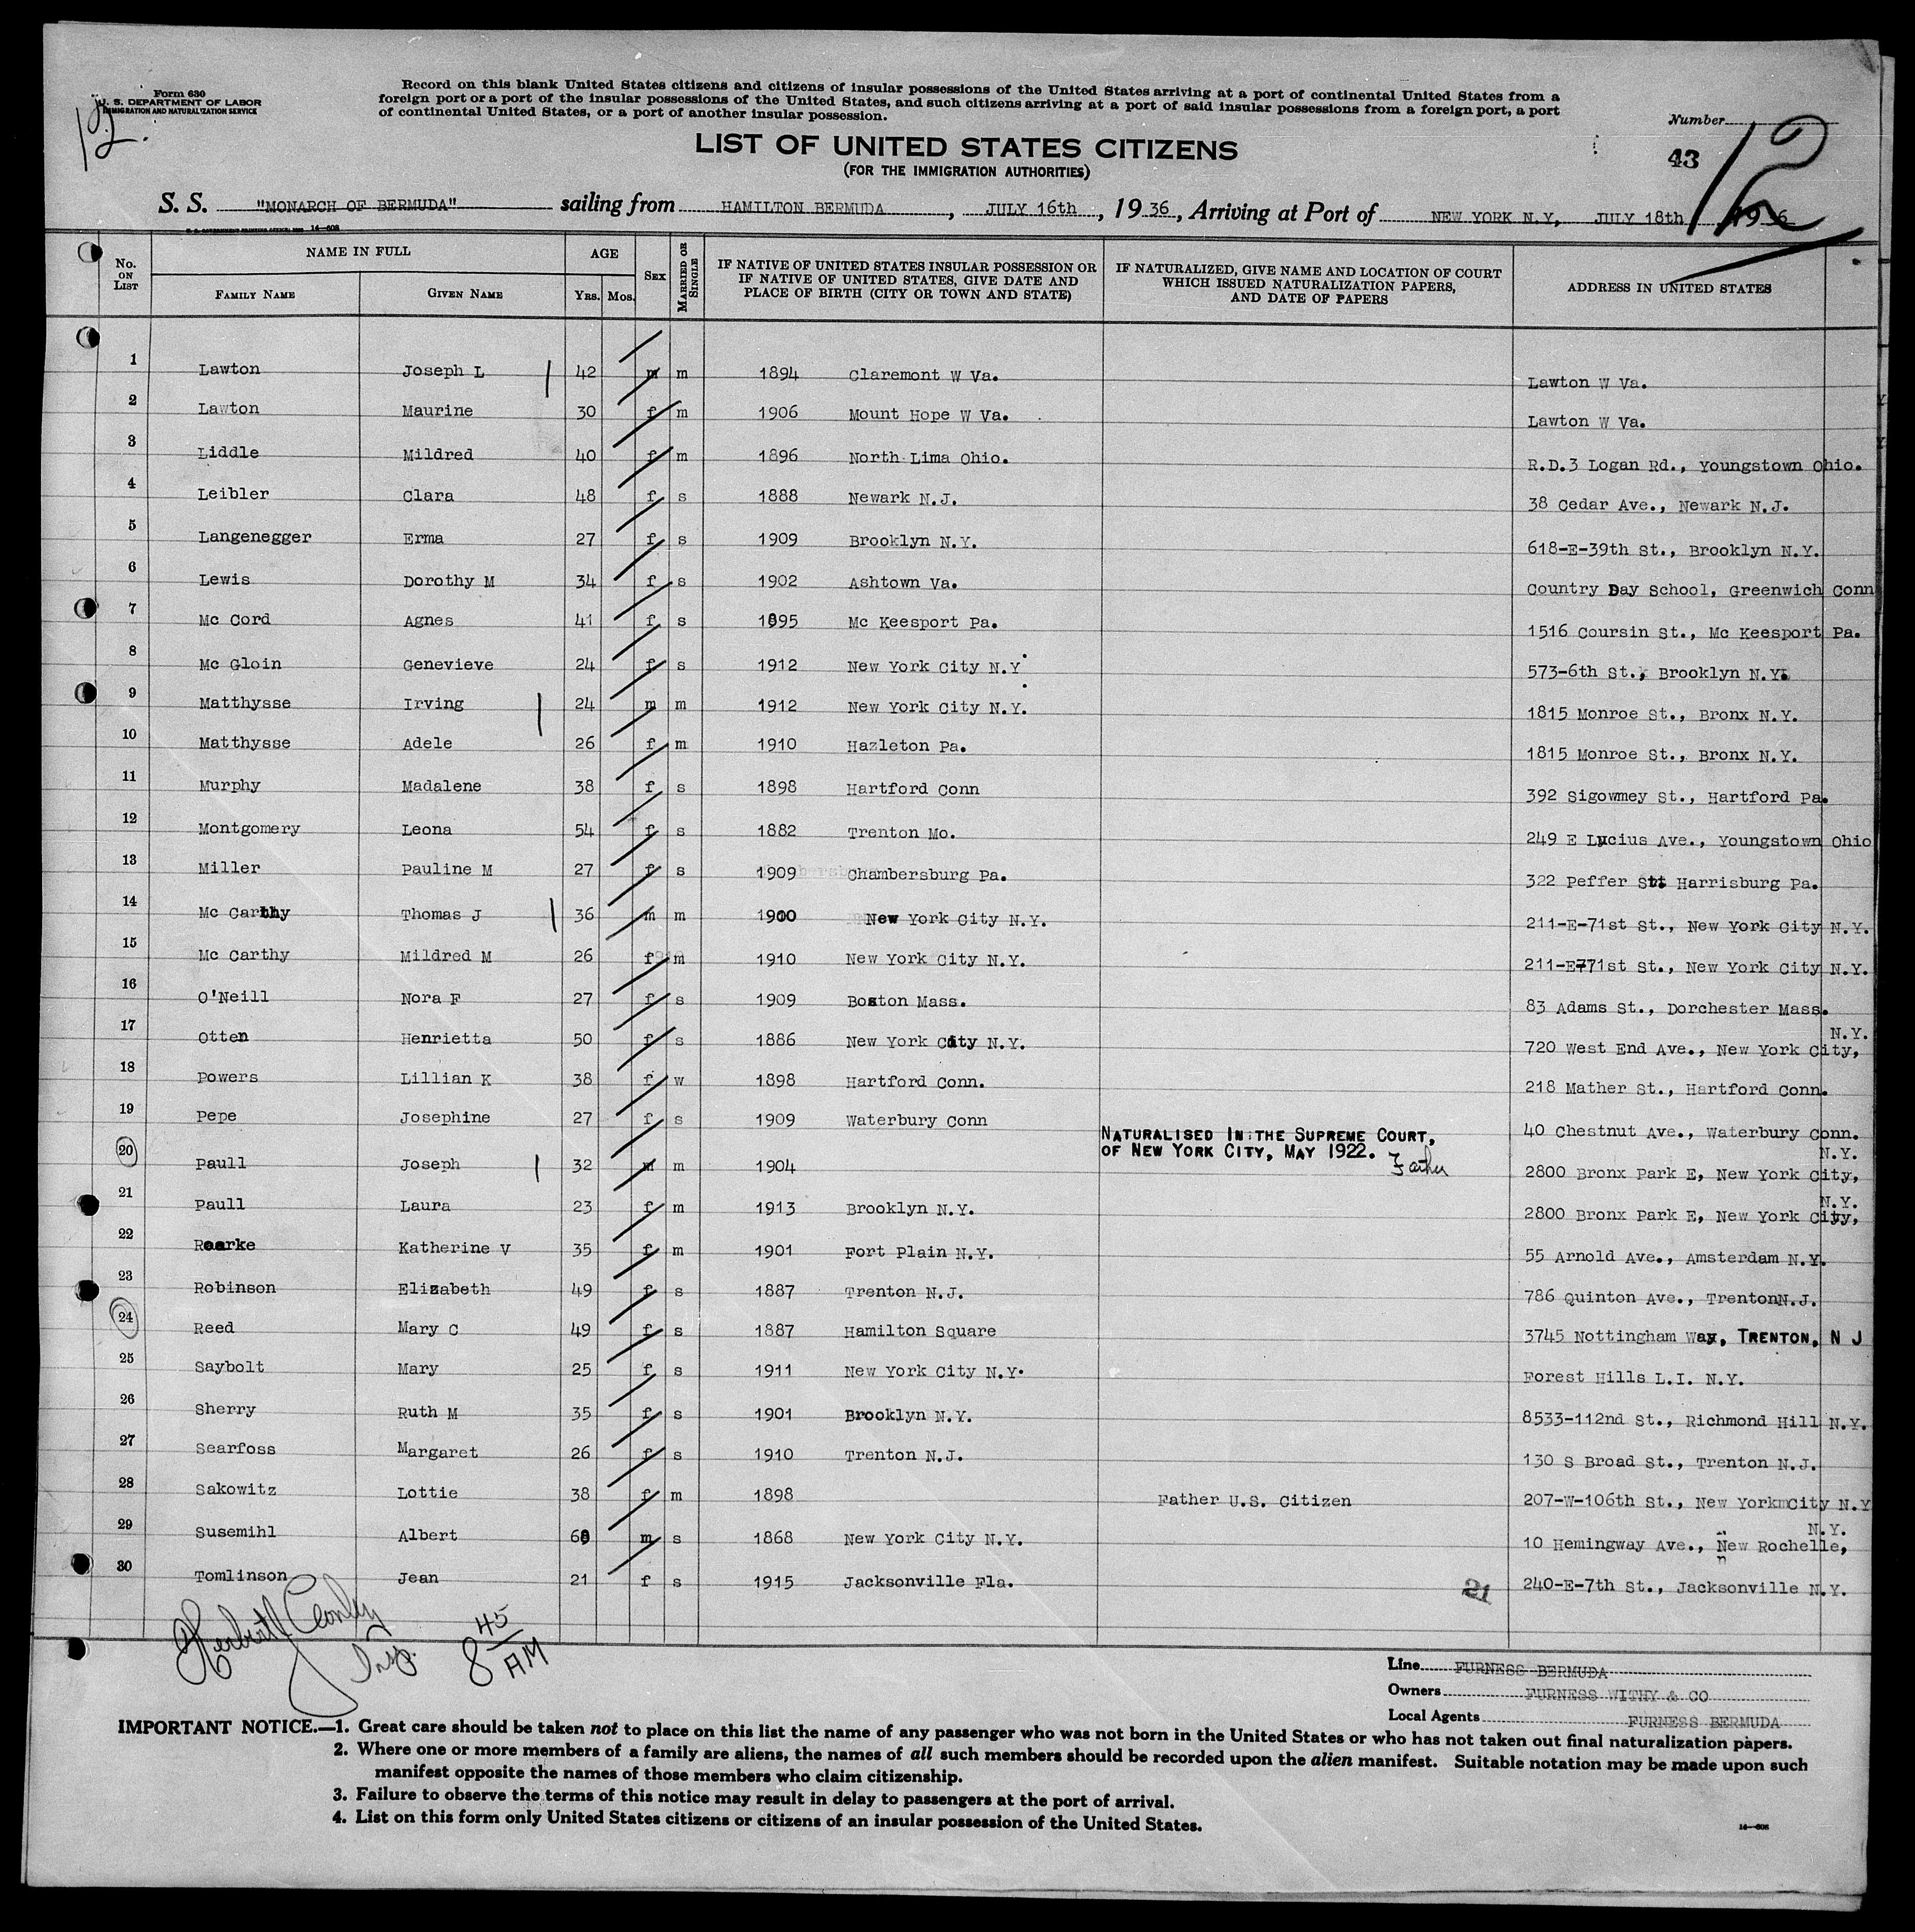 Form 630
U. S. DEPARTMENT OF LABOR
IMMIGRATION AND NATURALIZATION SERVICE
12.
Record on this blank United States citizens and citizens of insular possessions of the United States arriving at a port of continental United States from a
foreign port or a port of the insular possessions of the United States, and such citizens arriving at a port of said insular possessions from a foreign port, a port
of continental United States, or a port of another insular possession.
Number
43
12
LIST OF UNITED STATES CITIZENS
(FOR THE IMMIGRATION AUTHORITIES)
S. S. "MONARCH OF BERMUDA" sailing from HAMILTON BERMUDA, JULY 16th, 1936, Arriving at Port of NEW YORK N.Y, JULY 18th 1936
14—608
No. ON LIST NAME IN FULL AGE SEX MARRIED OR SINGLE IF NATIVE OF UNITED STATES INSULAR POSSESSION OR IF NATIVE OF UNITED STATES, GIVE DATE AND PLACE OF BIRTH (CITY OR TOWN AND STATE) IF NATURALIZED, GIVE NAME AND LOCATION OF COURT WHICH ISSUED NATURALIZATION PAPERS, AND DATE OF PAPERS ADDRESS IN UNITED STATES
FAMILY NAME GIVEN NAME YRS. MOS.
1 Lawton Joseph L 42 m m 1894 Claremont W Va. Lawton W Va.
2 Lawton Maurine 30 f m 1906 Mount Hope W Va. Lawton W Va.
3 Liddle Mildred 40 f m 1896 North Lima Ohio. R.D.3 Logan Rd., Youngstown Ohio.
4 Leibler Clara 48 f s 1888 Newark N.J. 38 Cedar Ave., Newark N.J.
5 Langenegger Erma 27 f s 1909 Brooklyn N.Y. 618-E-39th St., Brooklyn N.Y.
6 Lewis Dorothy M 34 f s 1902 Ashtown Va. Country Day School, Greenwich Conn
7 Mc Cord Agnes 41 f s 1895 Mc Keesport Pa. 1516 Coursin St., Mc Keesport Pa.
8 Mc Gloin Genevieve 24 f s 1912 New York City N.Y. 573-6th St., Brooklyn N.Y.
9 Matthysse Irving 24 m m 1912 New York City N.Y. 1815 Monroe St., Bronx N.Y.
10 Matthysse Adele 26 f m 1910 Hazleton Pa. 1815 Monroe St., Bronx N.Y.
11 Murphy Madalene 38 f s 1898 Hartford Conn 392 Sigowmey St., Hartford Pa.
12 Montgomery Leona 54 f s 1882 Trenton Mo. 249 E Lucius Ave., Youngstown Ohio
13 Miller Pauline M 27 f s 1909 Chambersburg Pa. 322 Peffer St. Harrisburg Pa.
14 Mc Carthy Thomas J 36 m m 1900 New York City N.Y. 211-E-71st St., New York City N.Y.
15 Mc Carthy Mildred M 26 f m 1910 New York City N.Y. 211-E-71st St., New York City N.Y.
16 O'Neill Nora F 27 f s 1909 Boston Mass. 83 Adams St., Dorchester Mass.
17 Otten Henrietta 50 f s 1886 New York City N.Y. 720 West End Ave., New York City, N.Y.
18 Powers Lillian K 38 f w 1898 Hartford Conn. 218 Mather St., Hartford Conn.
19 Pepe Josephine 27 f s 1909 Waterbury Conn 40 Chestnut Ave., Waterbury Conn.
20 Paull Joseph 32 m m 1904 NATURALISED IN THE SUPREME COURT, OF NEW YORK CITY, MAY 1922. Father 2800 Bronx Park E, New York City, N.Y.
21 Paull Laura 23 f m 1913 Brooklyn N.Y. 2800 Bronx Park E, New York City, N.Y.
22 Roarke Katherine V 35 f m 1901 Fort Plain N.Y. 55 Arnold Ave., Amsterdam N.Y.
23 Robinson Elizabeth 49 f s 1887 Trenton N.J. 786 Quinton Ave., TrentonN.J.
24 Reed Mary C 49 f s 1887 Hamilton Square 3745 Nottingham Way, TRENTON, N J
25 Saybolt Mary 25 f s 1911 New York City N.Y. Forest Hills L.I. N.Y.
26 Sherry Ruth M 35 f s 1901 Brooklyn N.Y. 8533-112nd St., Richmond Hill N.Y.
27 Searfoss Margaret 26 f s 1910 Trenton N.J. 130 S Broad St., Trenton N.J.
28 Sakowitz Lottie 38 f m 1898 Father U.S. Citizen 207-W-106th St., New York City N.Y
29 Susemihl Albert 68 m s 1868 New York City N.Y. 10 Hemingway Ave., New Rochelle, N.Y.
30 Tomlinson Jean 21 f s 1915 Jacksonville Fla. 240-E-7th St., Jacksonville N.Y.
21
Insp. 8 45 AM
Line FURNESS BERMUDA
Owners FURNESS WITHY & CO
Local Agents FURNESS BERMUDA
IMPORTANT NOTICE.—1. Great care should be taken not to place on this list the name of any passenger who was not born in the United States or who has not taken out final naturalization papers.
2. Where one or more members of a family are aliens, the names of all such members should be recorded upon the alien manifest. Suitable notation may be made upon such
manifest opposite the names of those members who claim citizenship.
3. Failure to observe the terms of this notice may result in delay to passengers at the port of arrival.
4. List on this form only United States citizens or citizens of an insular possession of the United States.
14—608